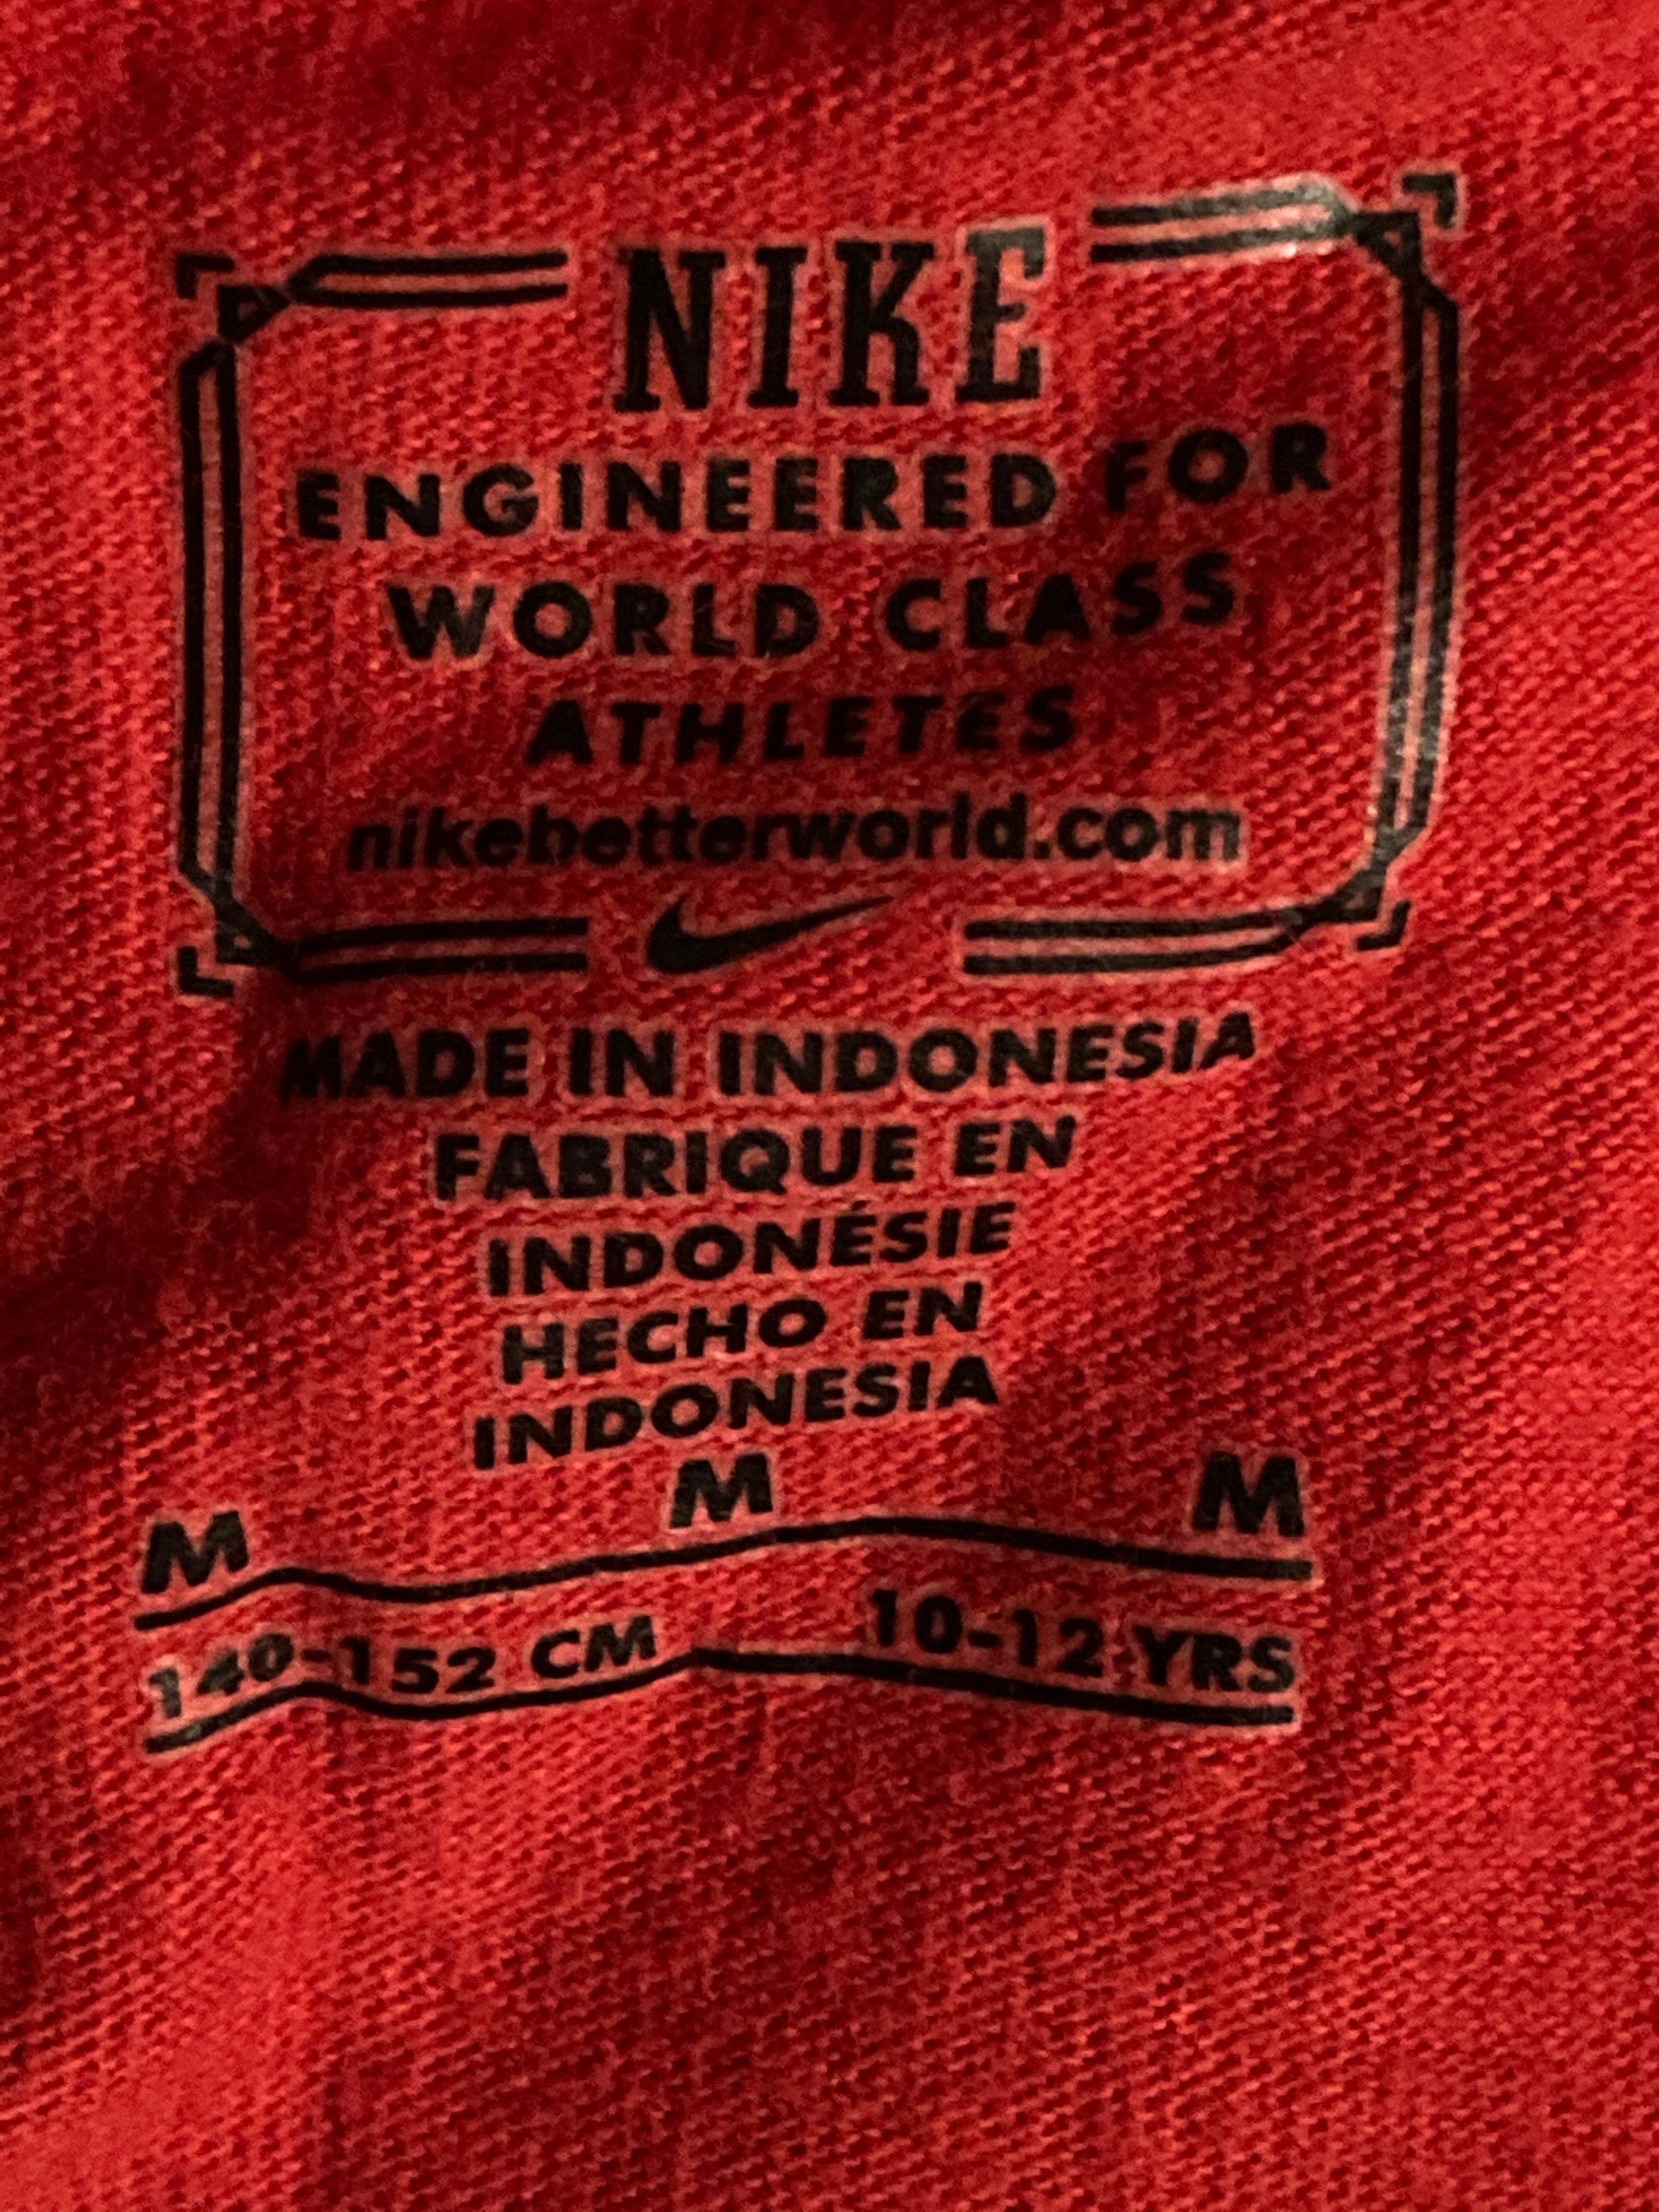 NIKE
ENGINEERED FOR
WORLD CLASS
ATHLETES
nikebetterworld.com
MADE IN INDONESIA
FABRIQUE EN
INDONÉSIE
HECHO EN
INDONESIA
M M M
140-152 CM 10-12 YRS